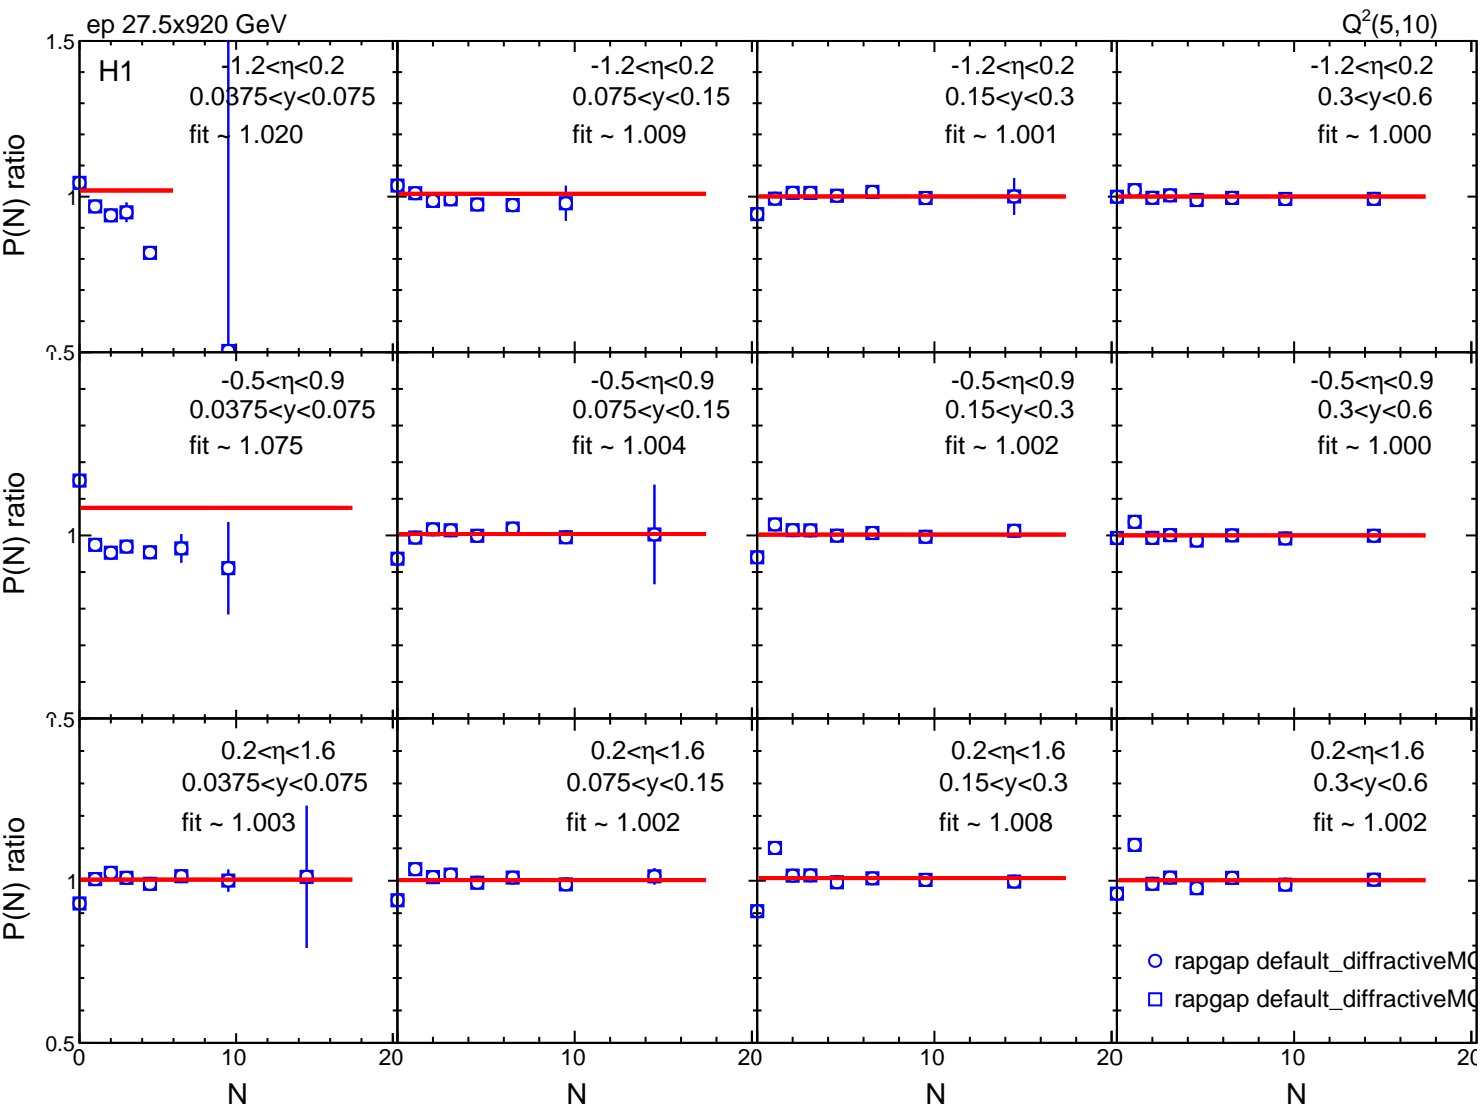 ep 27.5x920 GeV
Q²(5,10)
H1
P(N) ratio
1.5
1
-1.2<η<0.2
0.0375<y<0.075
fit ~ 1.020
-1.2<η<0.2
0.075<y<0.15
fit ~ 1.009
-1.2<η<0.2
0.15<y<0.3
fit ~ 1.001
-1.2<η<0.2
0.3<y<0.6
fit ~ 1.000
P(N) ratio
1
-0.5<η<0.9
0.0375<y<0.075
fit ~ 1.075
-0.5<η<0.9
0.075<y<0.15
fit ~ 1.004
-0.5<η<0.9
0.15<y<0.3
fit ~ 1.002
-0.5<η<0.9
0.3<y<0.6
fit ~ 1.000
P(N) ratio
1
0.5
0.2<η<1.6
0.0375<y<0.075
fit ~ 1.003
0.2<η<1.6
0.075<y<0.15
fit ~ 1.002
0.2<η<1.6
0.15<y<0.3
fit ~ 1.008
0.2<η<1.6
0.3<y<0.6
fit ~ 1.002
rapgap default_diffractiveMC
rapgap default_diffractiveMC
0 10 20 10 20 10 20 10 20
N N N N